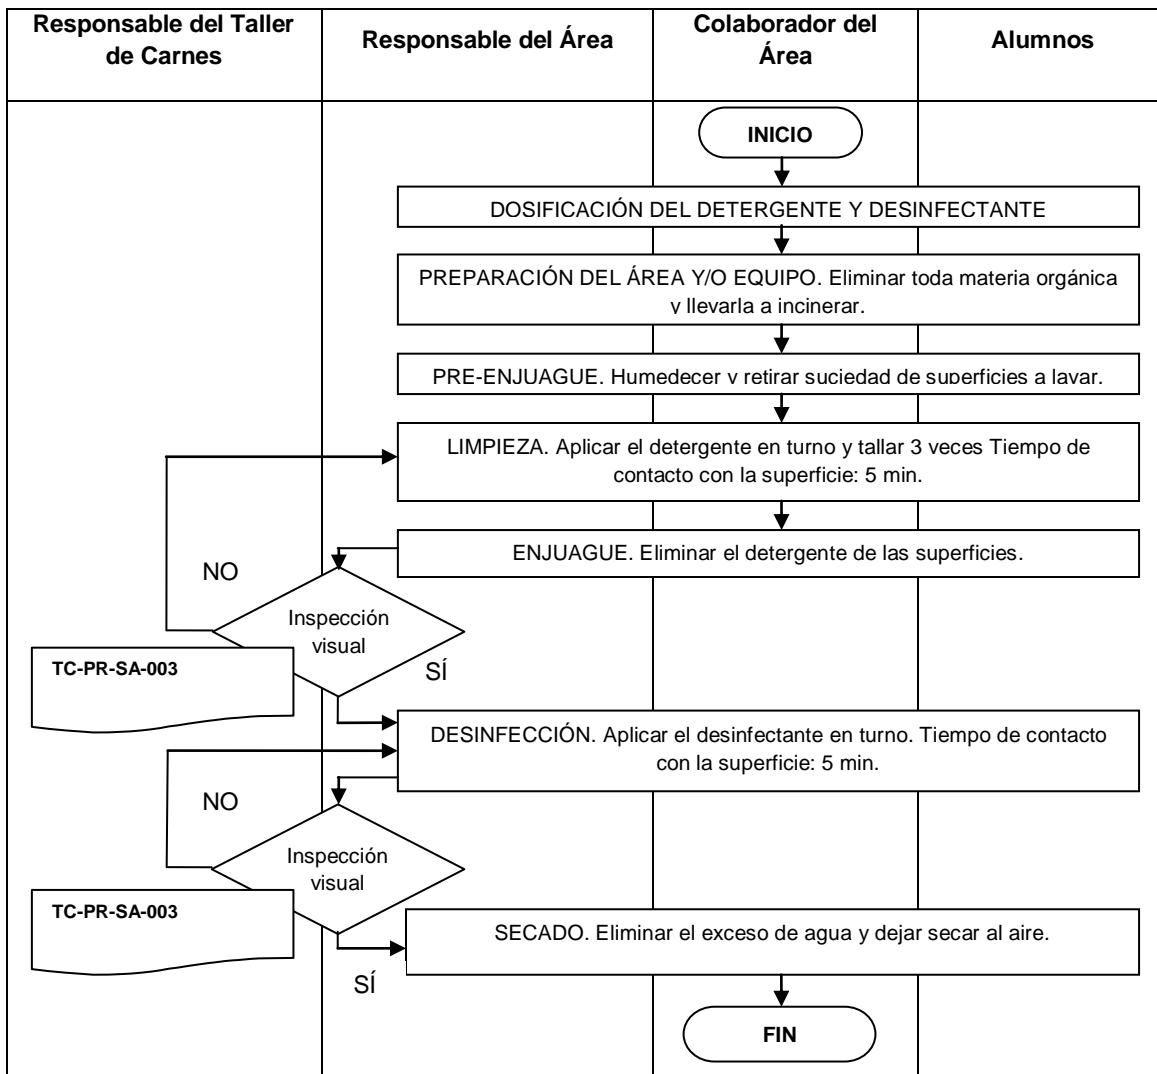 Responsable del Taller
de Carnes
Responsable del Área
Colaborador del
Área
Alumnos
INICIO
DOSIFICACIÓN DEL DETERGENTE Y DESINFECTANTE
PREPARACIÓN DEL ÁREA Y/O EQUIPO. Eliminar toda materia orgánica
y llevarla a incinerar.
PRE-ENJUAGUE. Humedecer y retirar suciedad de superficies a lavar.
LIMPIEZA. Aplicar el detergente en turno y tallar 3 veces Tiempo de
contacto con la superficie: 5 min.
ENJUAGUE. Eliminar el detergente de las superficies.
NO
Inspección
visual
SÍ
TC-PR-SA-003
DESINFECCIÓN. Aplicar el desinfectante en turno. Tiempo de contacto
con la superficie: 5 min.
NO
Inspección
visual
TC-PR-SA-003
SECADO. Eliminar el exceso de agua y dejar secar al aire.
SÍ
FIN